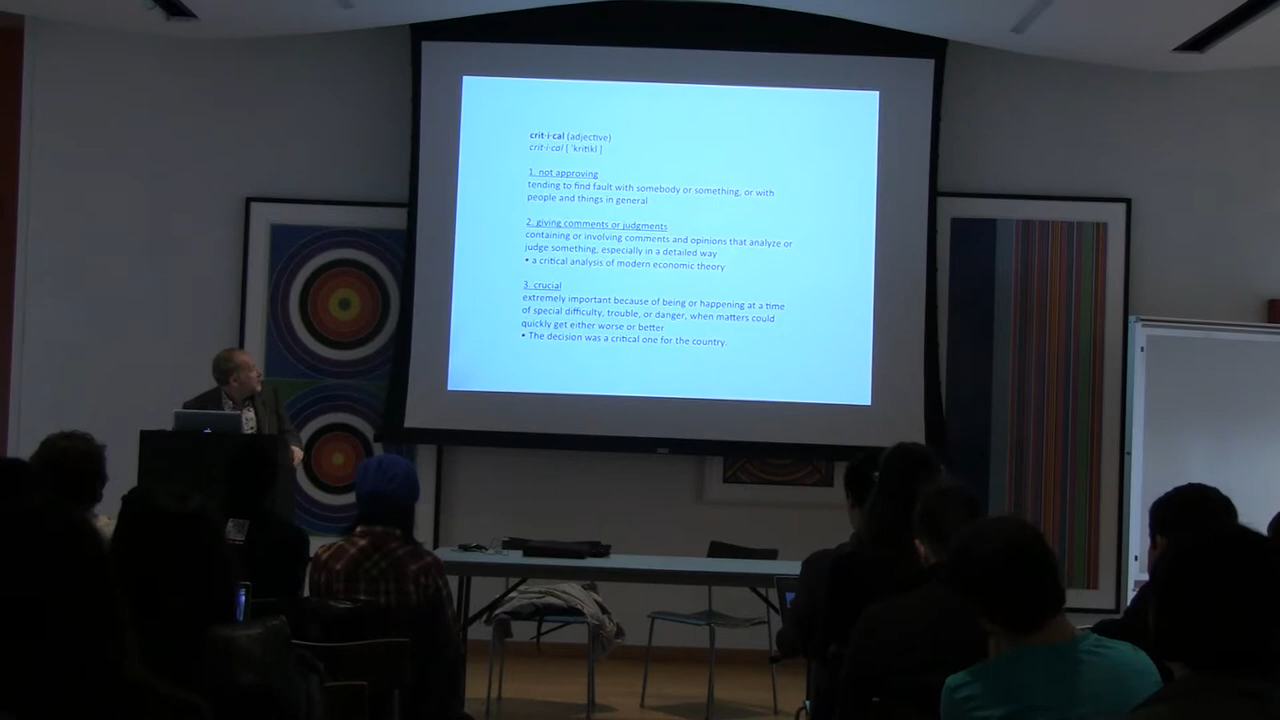 crit·i·cal (adjective)
crit·i·cal [ ˈkritikl ]
1. not approving
tending to find fault with somebody or something, or with
people and things in general
2. giving comments or judgments
containing or involving comments and opinions that analyze or
judge something, especially in a detailed way
• a critical analysis of modern economic theory
3. crucial
extremely important because of being or happening at a time
of special difficulty, trouble, or danger, when matters could
quickly get either worse or better
• The decision was a critical one for the country.